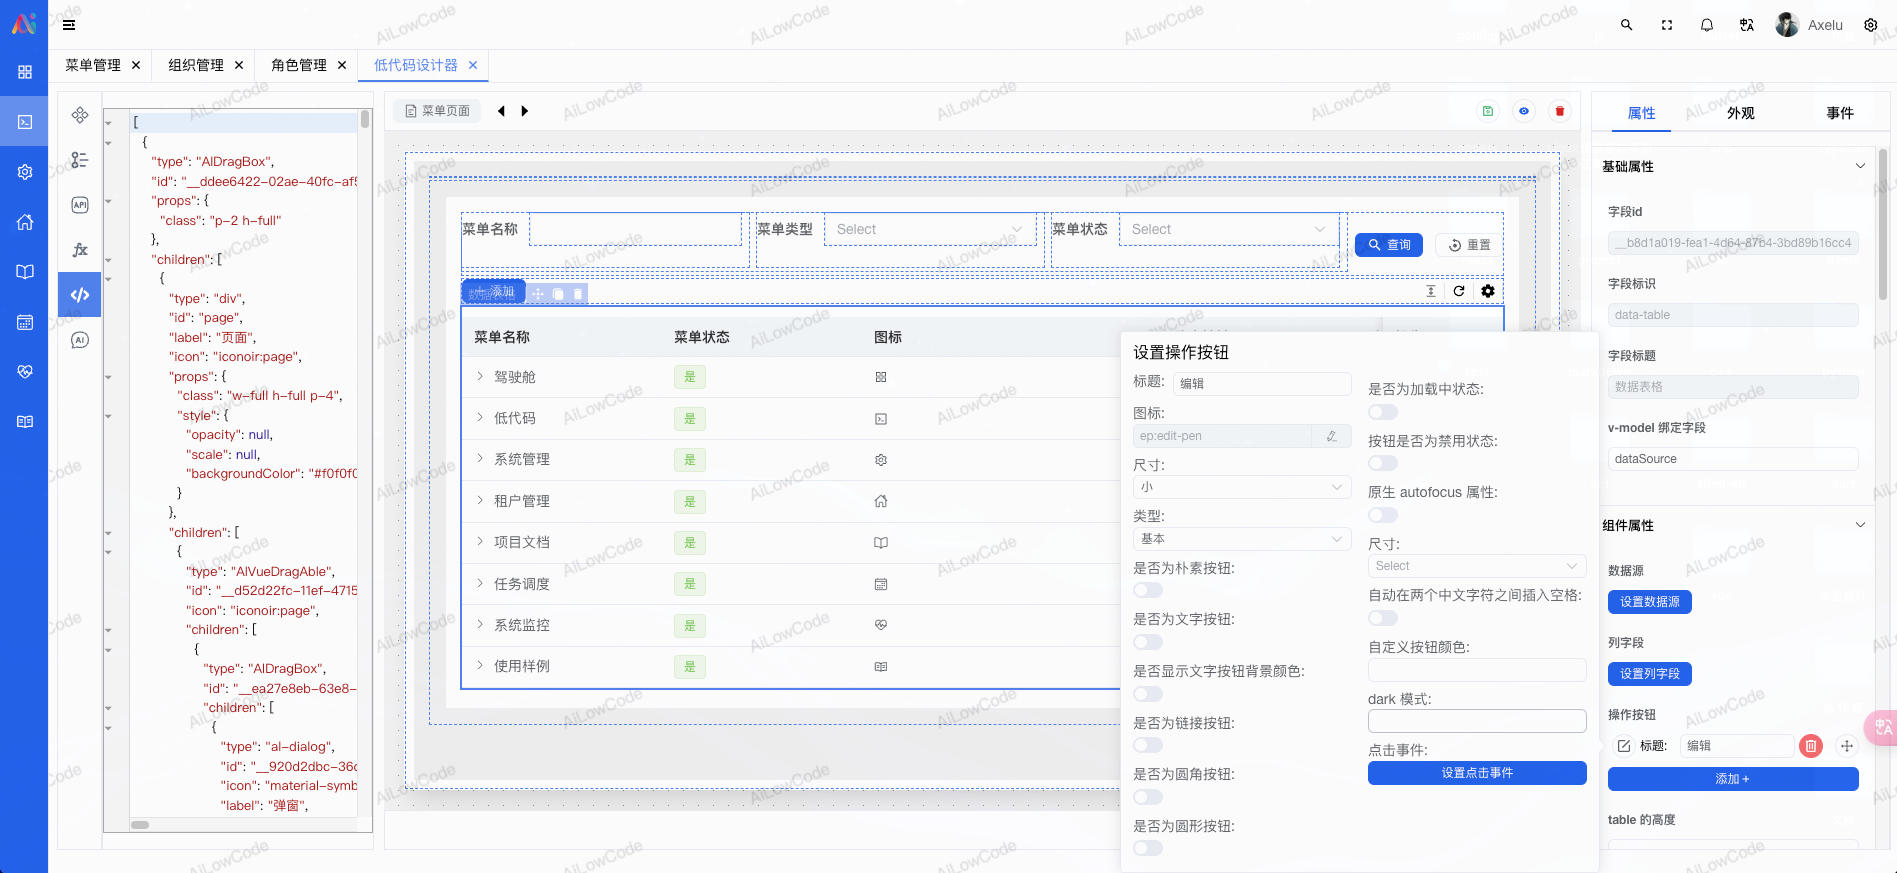 Axelu
菜单管理
组织管理
角色管理
低代码设计器
[
{
"type": "AlDragBox",
"id": "__ddee6422-02ae-40fc-af5
"props": {
"class": "p-2 h-full"
},
"children": [
{
"type": "div",
"id": "page",
"label": "页面",
"icon": "iconoir:page",
"props": {
"class": "w-full h-full p-4",
"style": {
"opacity": null,
"scale": null,
"backgroundColor": "#f0f0f0
}
},
"children": [
{
"type": "AlVueDragAble",
"id": "__d52d22fc-11ef-4715
"icon": "iconoir:page",
"children": [
{
"type": "AlDragBox",
"id": "__ea27e8eb-63e8-
"children": [
{
"type": "al-dialog",
"id": "__920d2dbc-36c
"icon": "material-symb
"label": "弹窗",
菜单页面
菜单名称
菜单类型
Select
菜单状态
Select
查询
重置
数据表格
添加
菜单名称
菜单状态
图标
驾驶舱
是
低代码
是
系统管理
是
租户管理
是
项目文档
是
任务调度
是
系统监控
是
使用样例
是
设置操作按钮
标题:
编辑
图标:
ep:edit-pen
尺寸:
小
类型:
基本
是否为朴素按钮:
是否为文字按钮:
是否显示文字按钮背景颜色:
是否为链接按钮:
是否为圆角按钮:
是否为圆形按钮:
是否为加载中状态:
按钮是否为禁用状态:
原生 autofocus 属性:
尺寸:
Select
自动在两个中文字符之间插入空格:
自定义按钮颜色:
dark 模式:
点击事件:
设置点击事件
属性
外观
事件
基础属性
字段id
__b8d1a019-fea1-4d64-87b4-3bd89b16cc4
字段标识
data-table
字段标题
数据表格
v-model 绑定字段
dataSource
组件属性
数据源
设置数据源
列字段
设置列字段
操作按钮
标题:
编辑
添加 +
table 的高度
API
fx
AI
AiLowCode